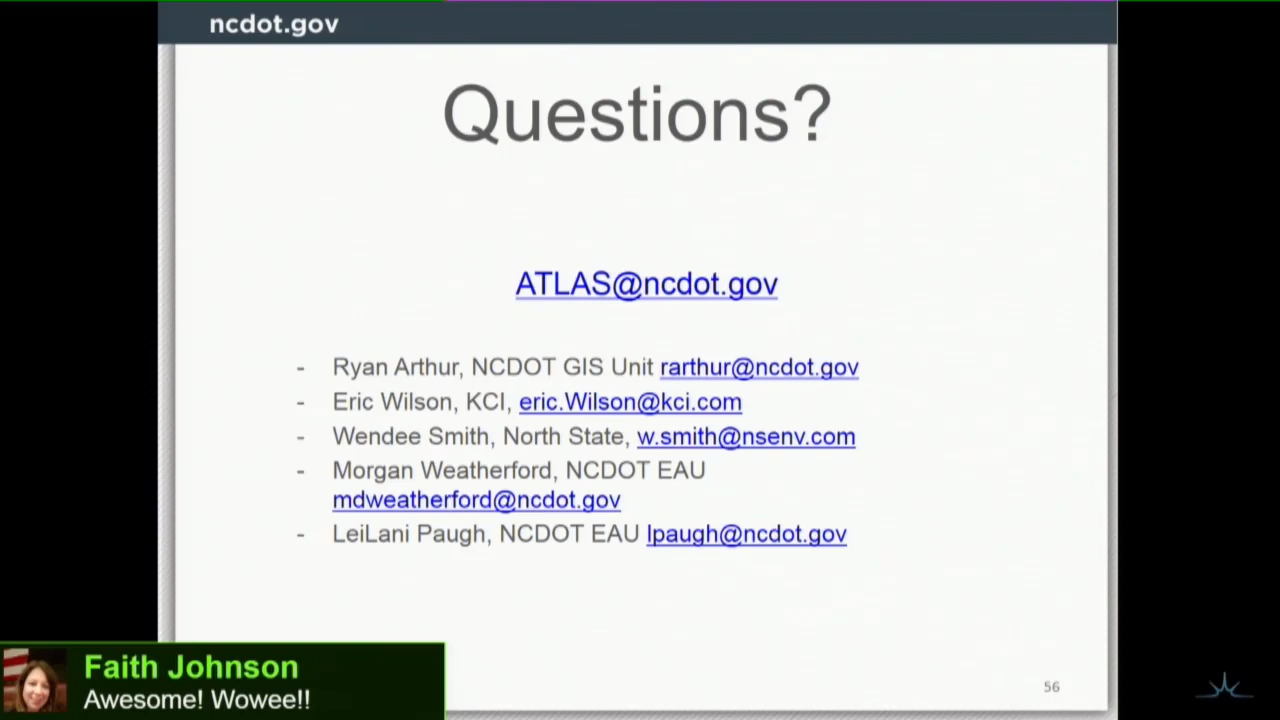 ncdot.gov
Questions?
ATLAS@ncdot.gov
- Ryan Arthur, NCDOT GIS Unit rarthur@ncdot.gov
- Eric Wilson, KCI, eric.Wilson@kci.com
- Wendee Smith, North State, w.smith@nsenv.com
- Morgan Weatherford, NCDOT EAU
mdweatherford@ncdot.gov
- LeiLani Paugh, NCDOT EAU lpaugh@ncdot.gov
Faith Johnson
Awesome! Wowee!!
56